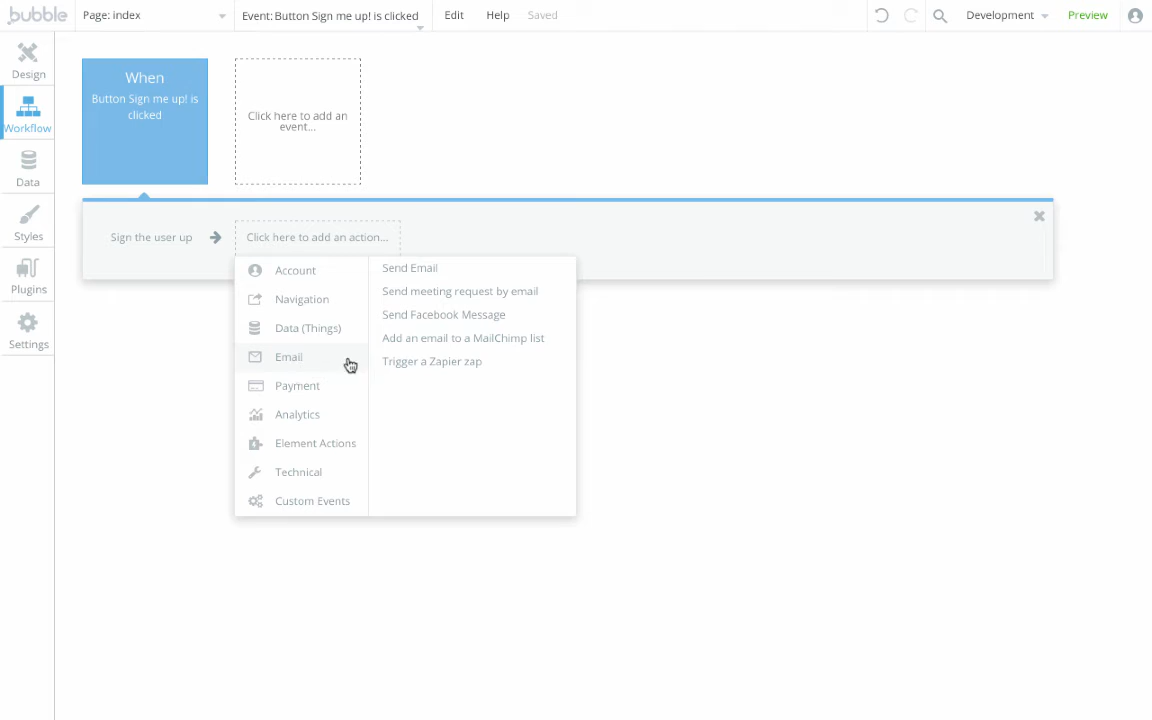 bubble
Page: index
Event: Button Sign me up! is clicked
Edit
Help
Saved
Development
Preview
Design
Workflow
Data
Styles
Plugins
Settings
When
Button Sign me up! is
clicked
Click here to add an
event...
Sign the user up
Click here to add an action...
Account
Navigation
Data (Things)
Email
Payment
Analytics
Element Actions
Technical
Custom Events
Send Email
Send meeting request by email
Send Facebook Message
Add an email to a MailChimp list
Trigger a Zapier zap